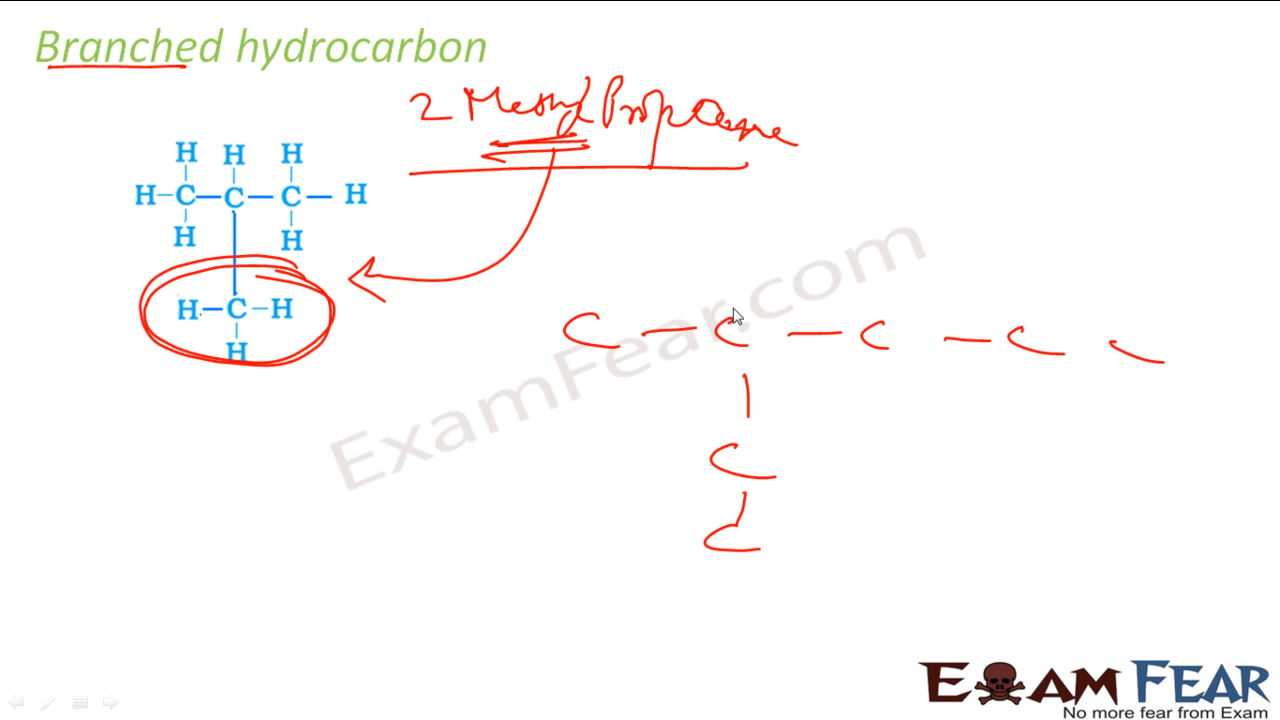 Branched hydrocarbon
2 Methyl Propane
H H H
H–C–C–C–H
H H
H–C–H
H
C – C – C – C C
C
C
ExamFear.com
EXAM FEAR
No more fear from Exam